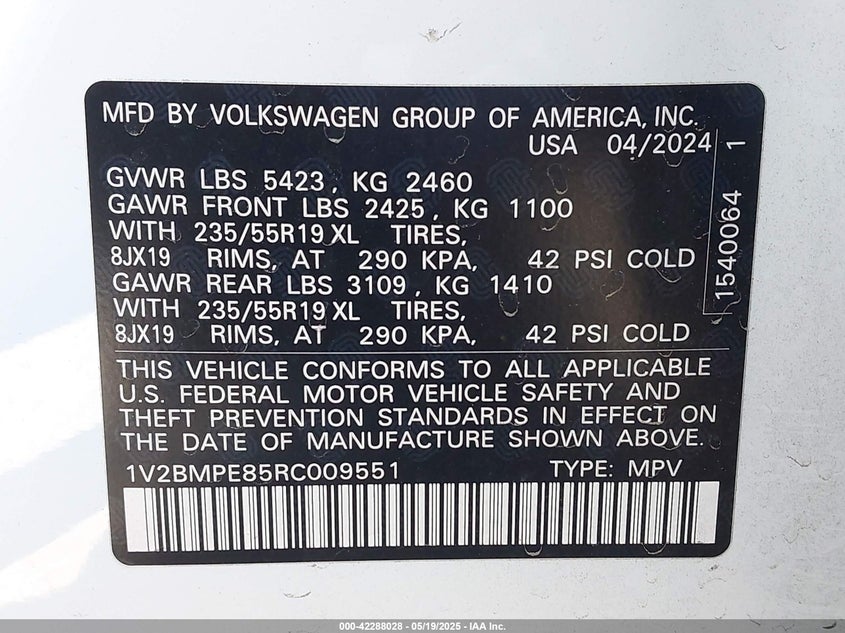 MFD BY VOLKSWAGEN GROUP OF AMERICA, INC.
USA 04/2024
GVWR LBS 5423, KG 2460
GAWR FRONT LBS 2425, KG 1100
WITH 235/55R19 XL TIRES,
8JX19 RIMS, AT 290 KPA, 42 PSI COLD
GAWR REAR LBS 3109, KG 1410
WITH 235/55R19 XL TIRES,
8JX19 RIMS, AT 290 KPA, 42 PSI COLD
1540064 1
THIS VEHICLE CONFORMS TO ALL APPLICABLE
U.S. FEDERAL MOTOR VEHICLE SAFETY AND
THEFT PREVENTION STANDARDS IN EFFECT ON
THE DATE OF MANUFACTURE SHOWN ABOVE.
1V2BMPE85RC009551 TYPE: MPV
000-42288028 - 05/19/2025 - IAA Inc.